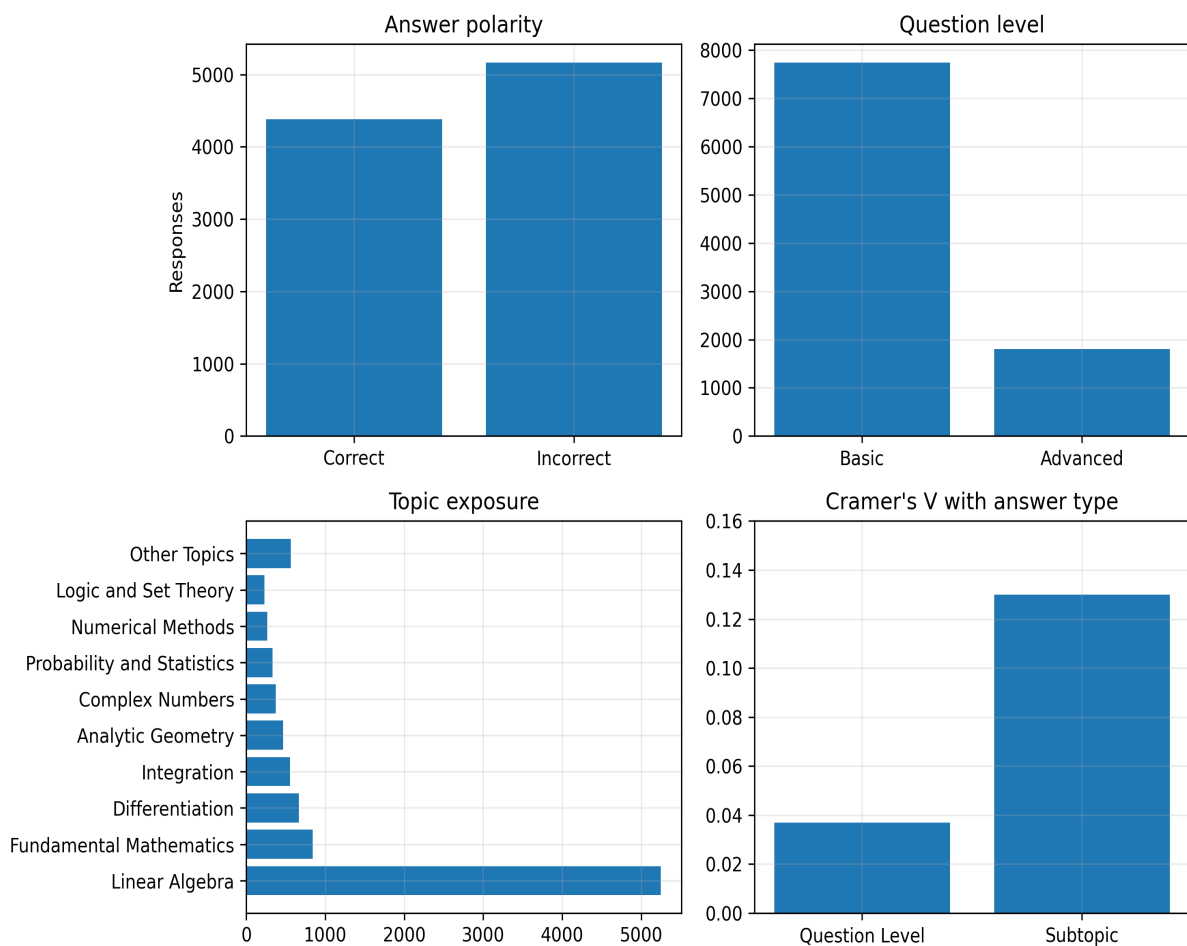 Answer polarity
Responses
5000
4000
3000
2000
1000
0
Correct Incorrect
Question level
8000
7000
6000
5000
4000
3000
2000
1000
0
Basic Advanced
Topic exposure
Other Topics
Logic and Set Theory
Numerical Methods
Probability and Statistics
Complex Numbers
Analytic Geometry
Integration
Differentiation
Fundamental Mathematics
Linear Algebra
0 1000 2000 3000 4000 5000
Cramer's V with answer type
0.16
0.14
0.12
0.10
0.08
0.06
0.04
0.02
0.00
Question Level Subtopic